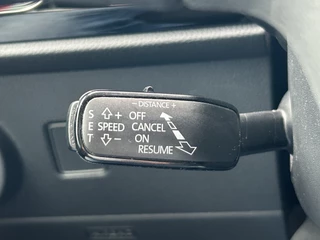 − DISTANCE +
S + OFF
E SPEED CANCEL
T − ON
RESUME